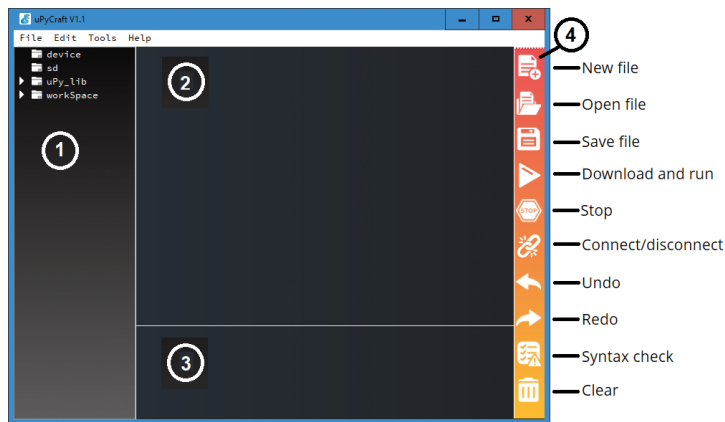 uPyCraft V1.1
File Edit Tools Help
device
sd
uPy_lib
workSpace
1
2
3
4
New file
Open file
Save file
Download and run
STOP
Stop
Connect/disconnect
Undo
Redo
Syntax check
Clear